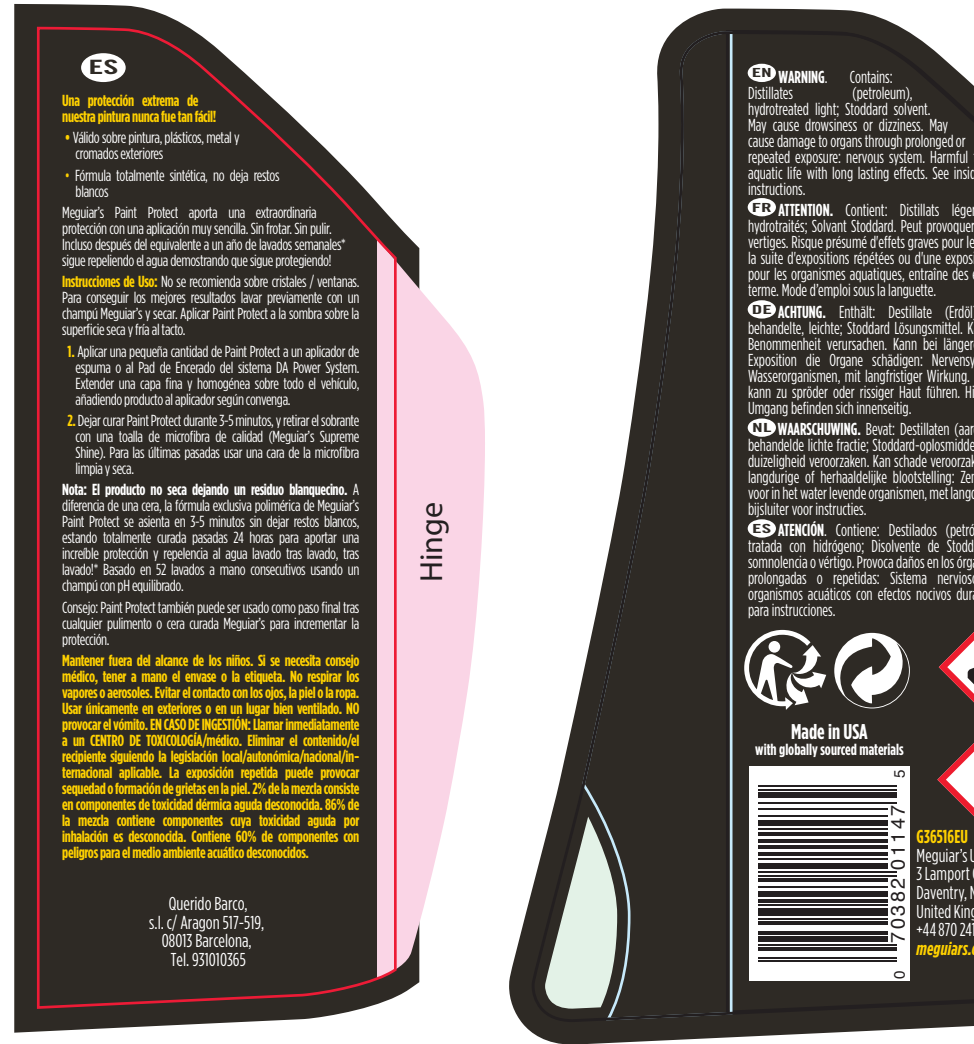 ES
Una protección extrema de
nuestra pintura nunca fue tan fácil!
• Válido sobre pintura, plásticos, metal y
cromados exteriores
• Fórmula totalmente sintética, no deja restos
blancos
Meguiar's Paint Protect aporta una extraordinaria
protección con una aplicación muy sencilla. Sin frotar. Sin pulir.
Incluso después del equivalente a un año de lavados semanales*
sigue repeliendo el agua demostrando que sigue protegiendo!
Instrucciones de Uso: No se recomienda sobre cristales / ventanas.
Para conseguir los mejores resultados lavar previamente con un
champú Meguiar's y secar. Aplicar Paint Protect a la sombra sobre la
superficie seca y fría al tacto.
1. Aplicar una pequeña cantidad de Paint Protect a un aplicador de
espuma o al Pad de Encerado del sistema DA Power System.
Extender una capa fina y homogénea sobre todo el vehículo,
añadiendo producto al aplicador según convenga.
2. Dejar curar Paint Protect durante 3-5 minutos, y retirar el sobrante
con una toalla de microfibra de calidad (Meguiar's Supreme
Shine). Para las últimas pasadas usar una cara de la microfibra
limpia y seca.
Nota: El producto no seca dejando un residuo blanquecino. A
diferencia de una cera, la fórmula exclusiva polimérica de Meguiar's
Paint Protect se asienta en 3-5 minutos sin dejar restos blancos,
estando totalmente curada pasadas 24 horas para aportar una
increíble protección y repelencia al agua lavado tras lavado, tras
lavado!* Basado en 52 lavados a mano consecutivos usando un
champú con pH equilibrado.
Consejo: Paint Protect también puede ser usado como paso final tras
cualquier pulimento o cera curada Meguiar's para incrementar la
protección.
Mantener fuera del alcance de los niños. Si se necesita consejo
médico, tener a mano el envase o la etiqueta. No respirar los
vapores o aerosoles. Evitar el contacto con los ojos, la piel o la ropa.
Usar únicamente en exteriores o en un lugar bien ventilado. NO
provocar el vómito. EN CASO DE INGESTIÓN: Llamar inmediatamente
a un CENTRO DE TOXICOLOGÍA/médico. Eliminar el contenido/el
recipiente siguiendo la legislación local/autonómica/nacional/in-
ternacional aplicable. La exposición repetida puede provocar
sequedad o formación de grietas en la piel. 2% de la mezcla consiste
en componentes de toxicidad dérmica aguda desconocida. 86% de
la mezcla contiene componentes cuya toxicidad aguda por
inhalación es desconocida. Contiene 60% de componentes con
peligros para el medio ambiente acuático desconocidos.
Querido Barco,
s.l. c/ Aragon 517-519,
08013 Barcelona,
Tel. 931010365
Hinge
EN WARNING. Contains:
Distillates (petroleum),
hydrotreated light; Stoddard solvent.
May cause drowsiness or dizziness. May
cause damage to organs through prolonged or
repeated exposure: nervous system. Harmful
aquatic life with long lasting effects. See
instructions.
FR ATTENTION. Contient: Distillats
hydrotraités; Solvant Stoddard. Peut provoquer
vertiges. Risque présumé d'effets graves pour
la suite d'expositions répétées ou d'une
pour les organismes aquatiques, entraîne des
terme. Mode d'emploi sous la languette.
DE ACHTUNG. Enthält: Destillate (Erdöl)
behandelte, leichte; Stoddard Lösungsmittel.
Benommenheit verursachen. Kann bei
Exposition die Organe schädigen:
Wasserorganismen, mit langfristiger Wirkung.
kann zu spröder oder rissiger Haut führen.
Umgang befinden sich innenseitig.
NL WAARSCHUWING. Bevat: Destillaten
behandelde lichte fractie;
duizeligheid veroorzaken. Kan schade
langdurige of herhaaldelijke blootstelling:
voor in het water levende organismen, met
bijsluiter voor instructies.
ES ATENCIÓN. Contiene: Destilados
tratada con hidrógeno; Disolvente de
somnolencia o vértigo. Provoca daños en los
prolongadas o repetidas: Sistema
organismos acuáticos con efectos nocivos
para instrucciones.
Made in USA
with globally sourced materials
0 70382 01147 5
G36516EU
Meguiar's
3 Lamport
Daventry,
United
+44 870 241
meguiars.